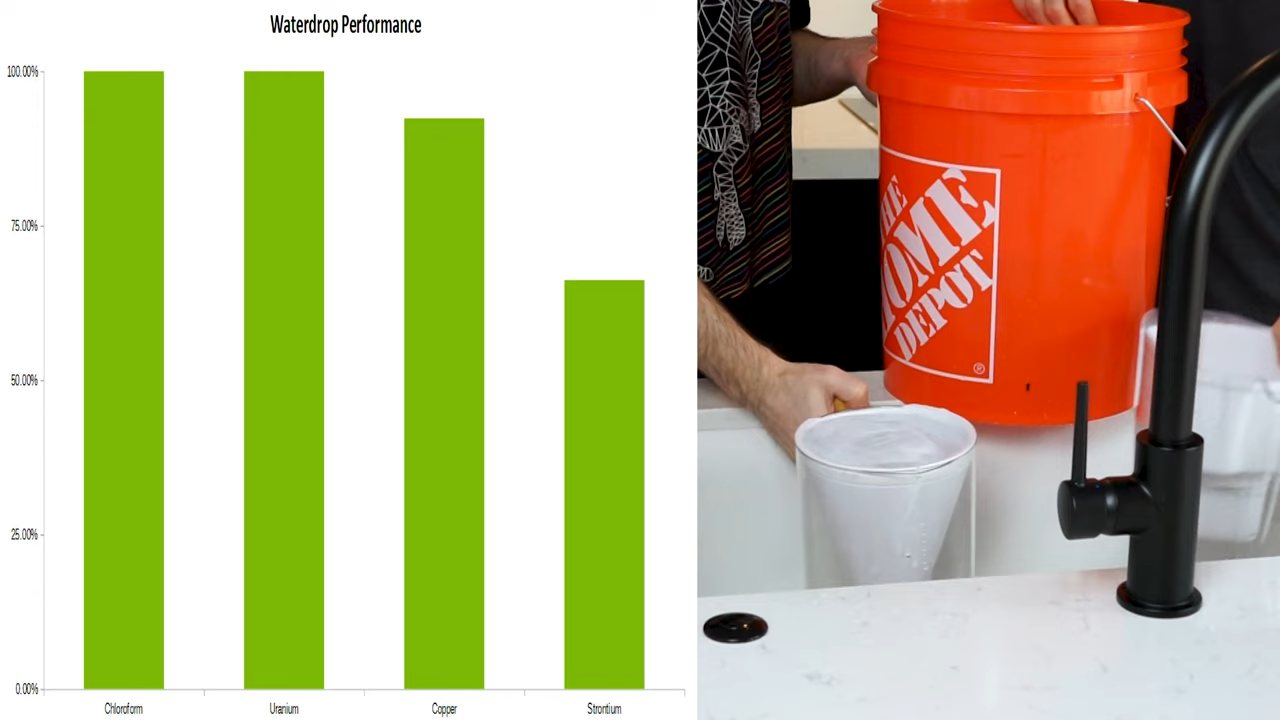 Waterdrop Performance
100.00%
75.00%
50.00%
25.00%
0.00%
Chloroform
Uranium
Copper
Strontium
THE
HOME
DEPOT
®